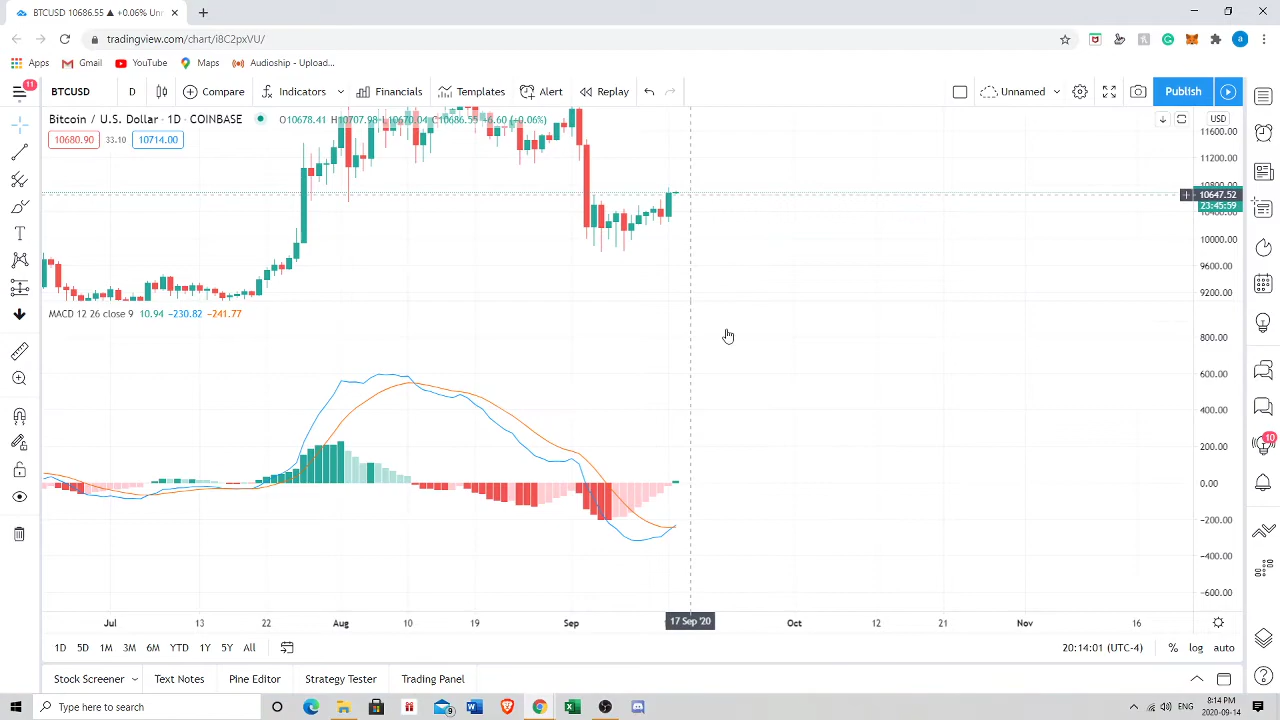 BTCUSD 10686.55 ▲ +0.06% Unr
tradingview.com/chart/i8C2pxVU/
Apps Gmail YouTube Maps Audioship - Upload...
11
BTCUSD D Compare Indicators Financials Templates Alert Replay Unnamed Publish
Bitcoin / U.S. Dollar · 1D · COINBASE
+0.06%)
USD
10680.90 33.10 10714.00
11600.00
11200.00
10647.52
23:45:59
10000.00
9600.00
9200.00
MACD 12 26 close 9 10.94 −230.82 −241.77
800.00
600.00
400.00
10
200.00
0.00
−200.00
−400.00
−600.00
Jul 13 22 Aug 10 19 Sep 17 Sep '20 Oct 12 21 Nov 16
1D 5D 1M 3M 6M YTD 1Y 5Y All 20:14:01 (UTC-4) % log auto
Stock Screener Text Notes Pine Editor Strategy Tester Trading Panel
Type here to search
ENG
8:14 PM
2020-09-14